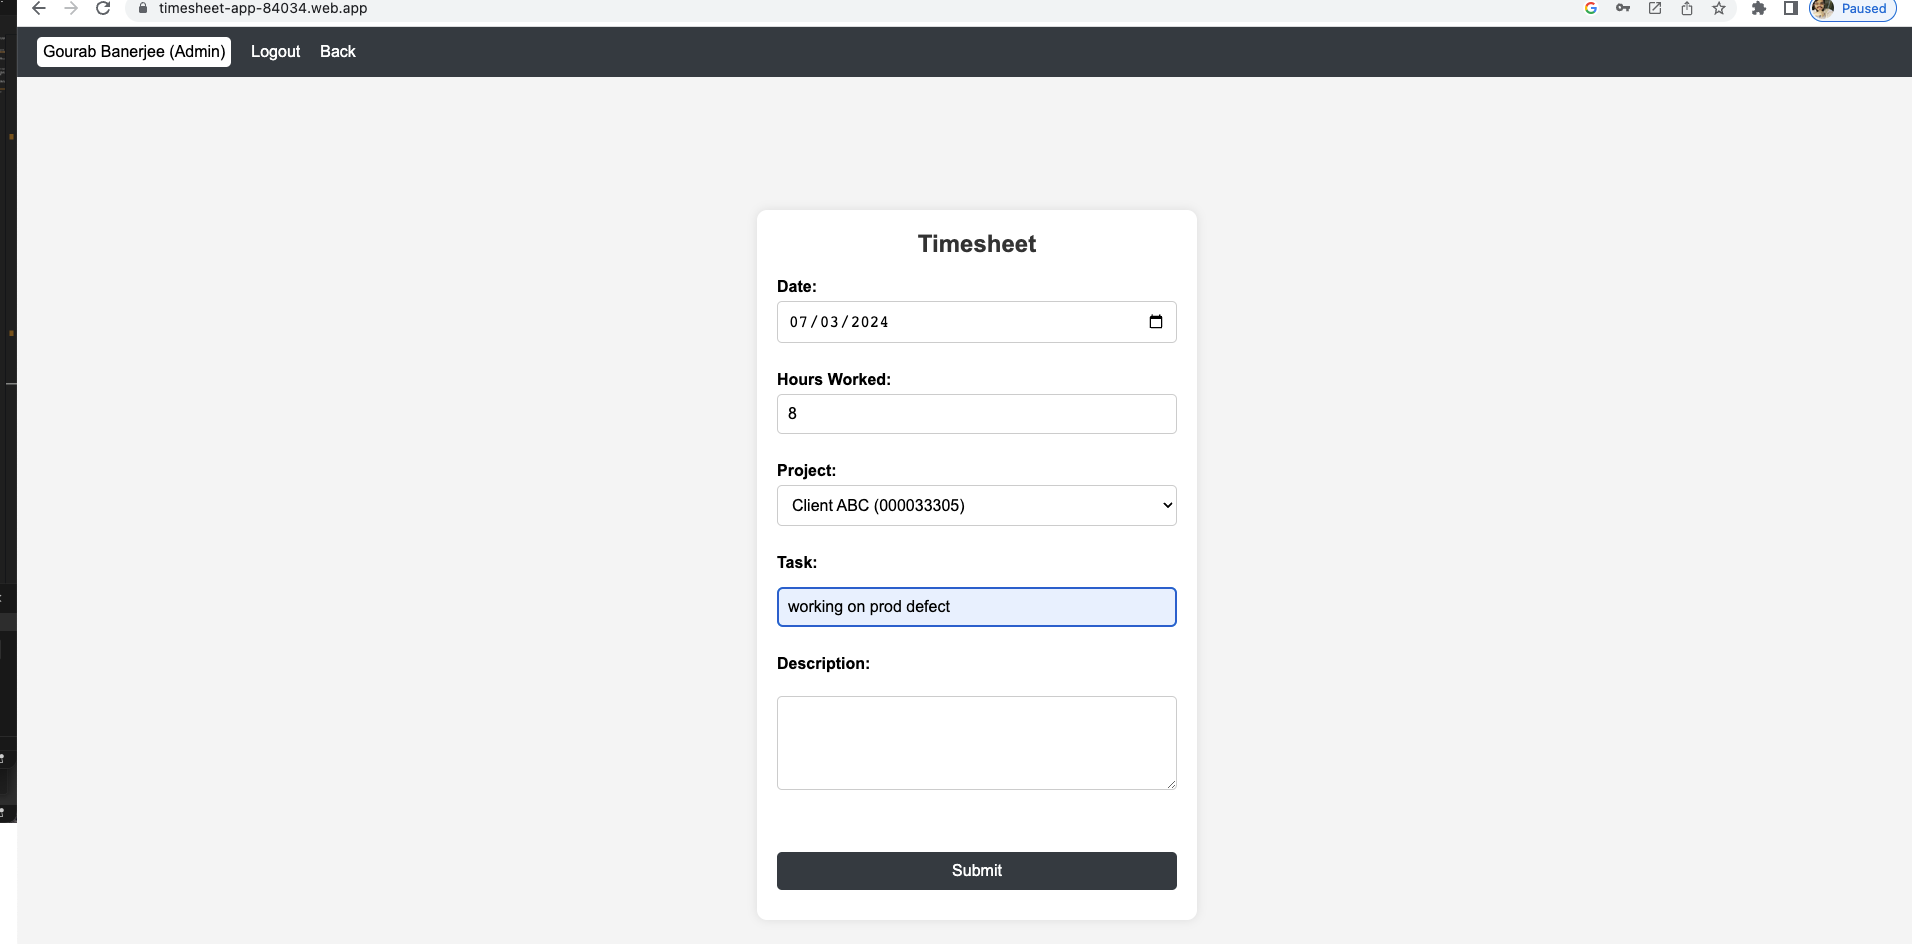 timesheet-app-84034.web.app
Paused
Gourab Banerjee (Admin) Logout Back
Timesheet
Date:
07/03/2024
Hours Worked:
8
Project:
Client ABC (000033305)
Task:
working on prod defect
Description:
Submit